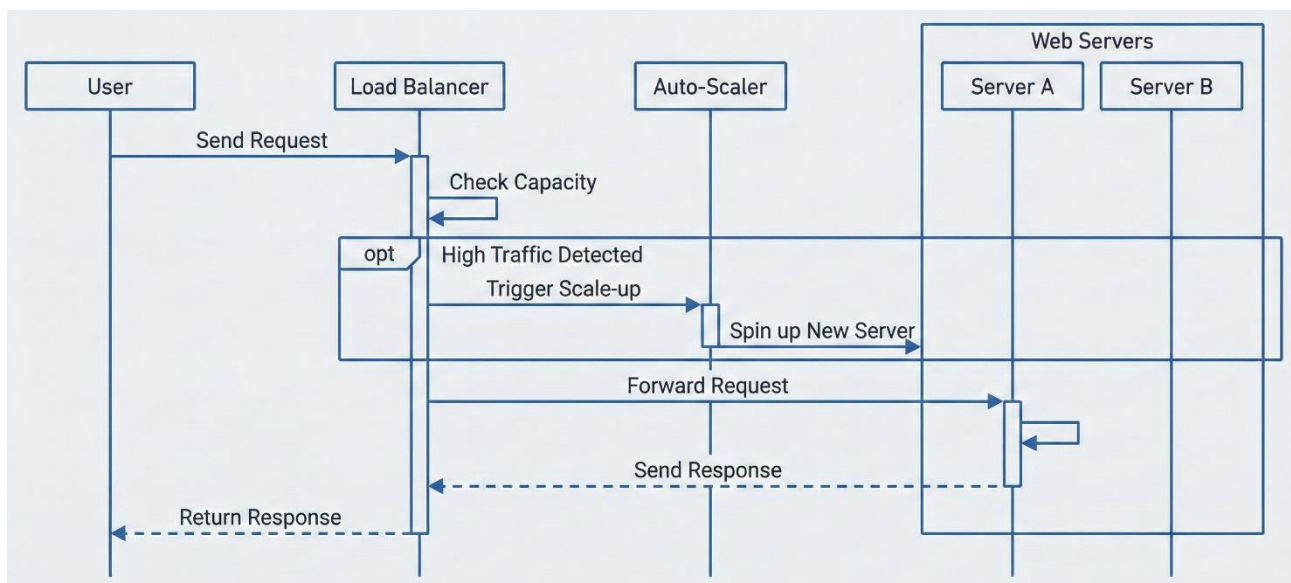 Web Servers
User
Load Balancer
Auto-Scaler
Server A
Server B
Send Request
Check Capacity
opt
High Traffic Detected
Trigger Scale-up
Spin up New Server
Forward Request
Send Response
Return Response